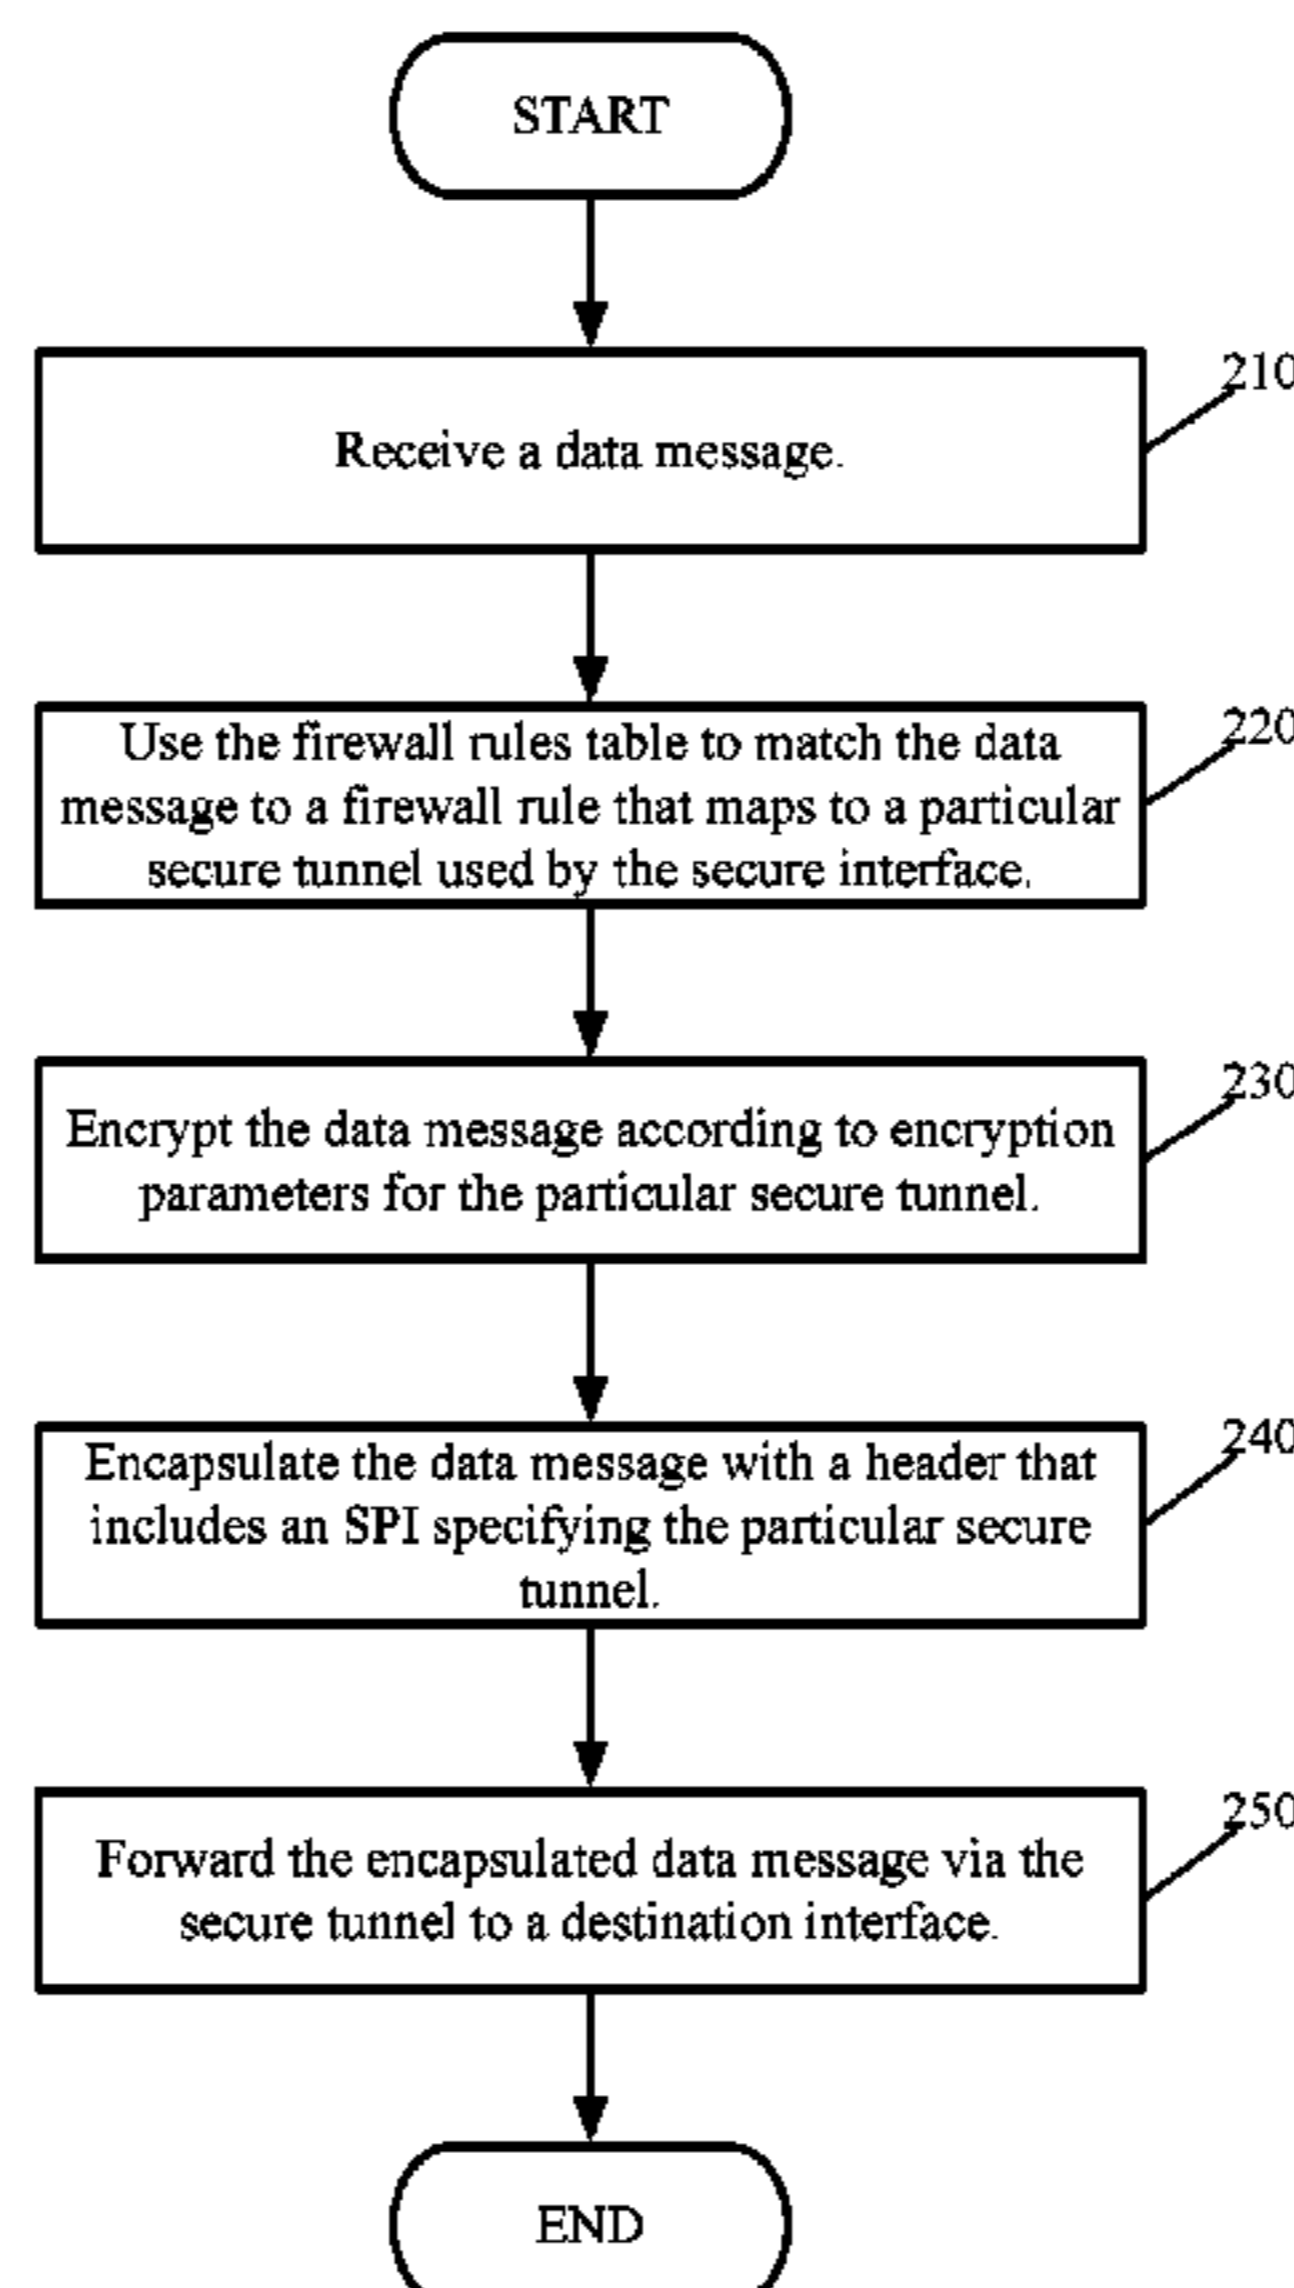 START
210
Receive a data message.
220
Use the firewall rules table to match the data
message to a firewall rule that maps to a particular
secure tunnel used by the secure interface.
230
Encrypt the data message according to encryption
parameters for the particular secure tunnel.
240
Encapsulate the data message with a header that
includes an SPI specifying the particular secure
tunnel.
250
Forward the encapsulated data message via the
secure tunnel to a destination interface.
END